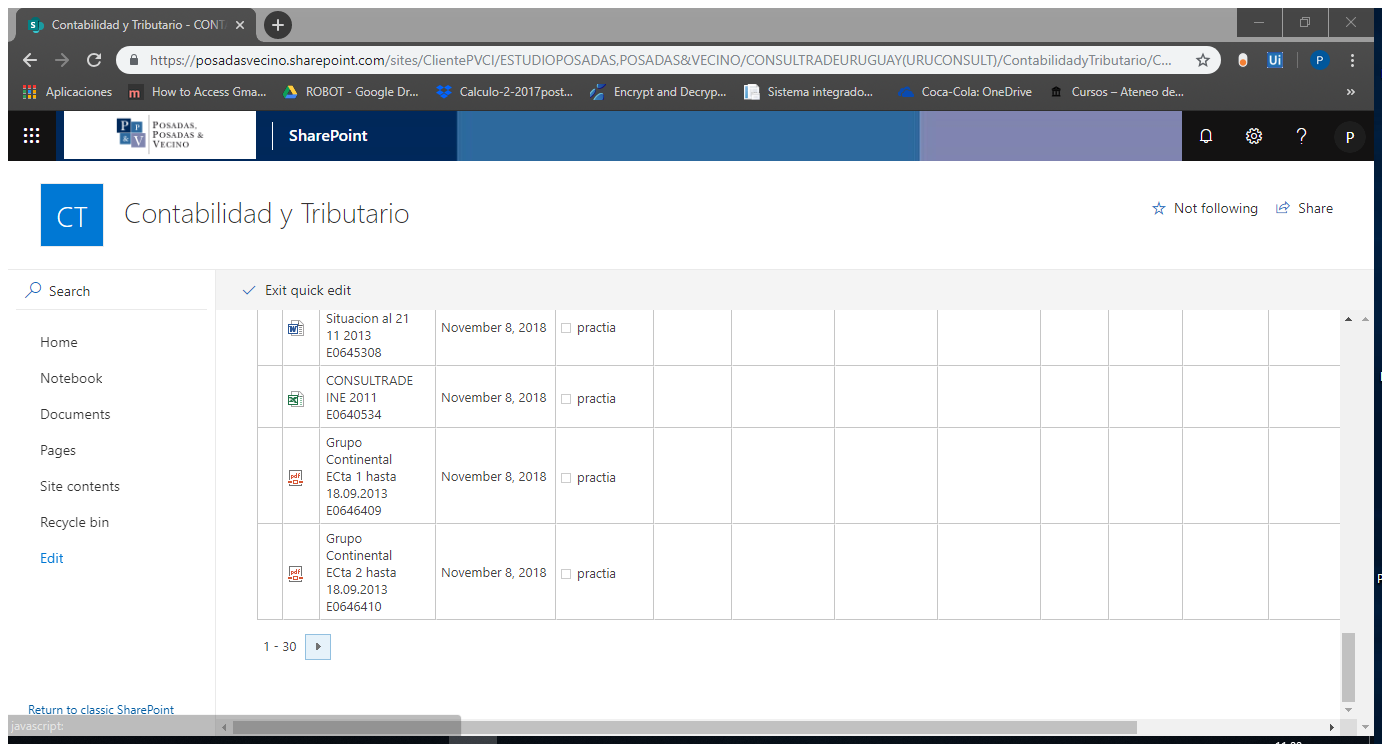 Contabilidad y Tributario - CONT
https://posadasvecino.sharepoint.com/sites/ClientePVCI/ESTUDIOPOSADAS,POSADAS&VECINO/CONSULTRADEURUGUAY(URUCONSULT)/ContabilidadyTributario/C...
Ui
P
Aplicaciones
m
How to Access Gma...
ROBOT - Google Dr...
Calculo-2-2017post...
Encrypt and Decryp...
Sistema integrado...
Coca-Cola: OneDrive
Cursos – Ateneo de...
»
P P & V
POSADAS,
POSADAS &
VECINO
SharePoint
?
P
CT
Contabilidad y Tributario
Not following
Share
Search
Exit quick edit
Home
Notebook
Documents
Pages
Site contents
Recycle bin
Edit
Situacion al 21
11 2013
E0645308
November 8, 2018
practia
CONSULTRADE
INE 2011
E0640534
November 8, 2018
practia
pdf
Grupo
Continental
ECta 1 hasta
18.09.2013
E0646409
November 8, 2018
practia
pdf
Grupo
Continental
ECta 2 hasta
18.09.2013
E0646410
November 8, 2018
practia
1 - 30
Return to classic SharePoint
javascript: